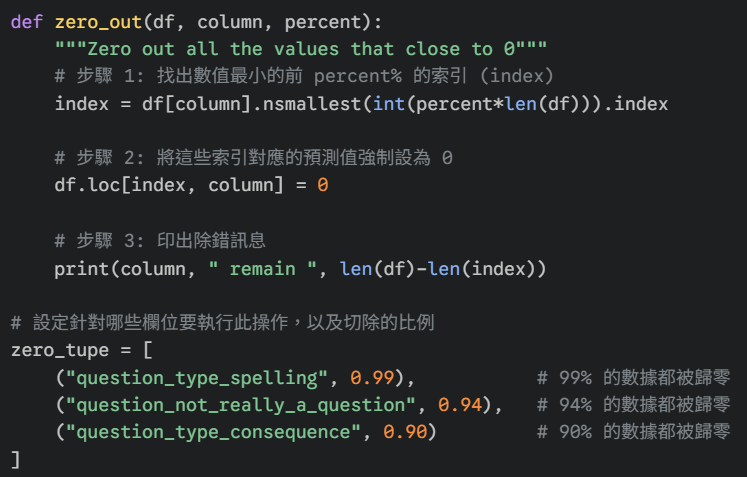 def zero_out(df, column, percent):
    """Zero out all the values that close to 0"""
    # 步驟 1: 找出數值最小的前 percent% 的索引 (index)
    index = df[column].nsmallest(int(percent*len(df))).index

    # 步驟 2: 將這些索引對應的預測值強制設為 0
    df.loc[index, column] = 0

    # 步驟 3: 印出除錯訊息
    print(column, " remain ", len(df)-len(index))

# 設定針對哪些欄位要執行此操作，以及切除的比例
zero_tupe = [
    ("question_type_spelling", 0.99),          # 99% 的數據都被歸零
    ("question_not_really_a_question", 0.94),  # 94% 的數據都被歸零
    ("question_type_consequence", 0.90)        # 90% 的數據都被歸零
]